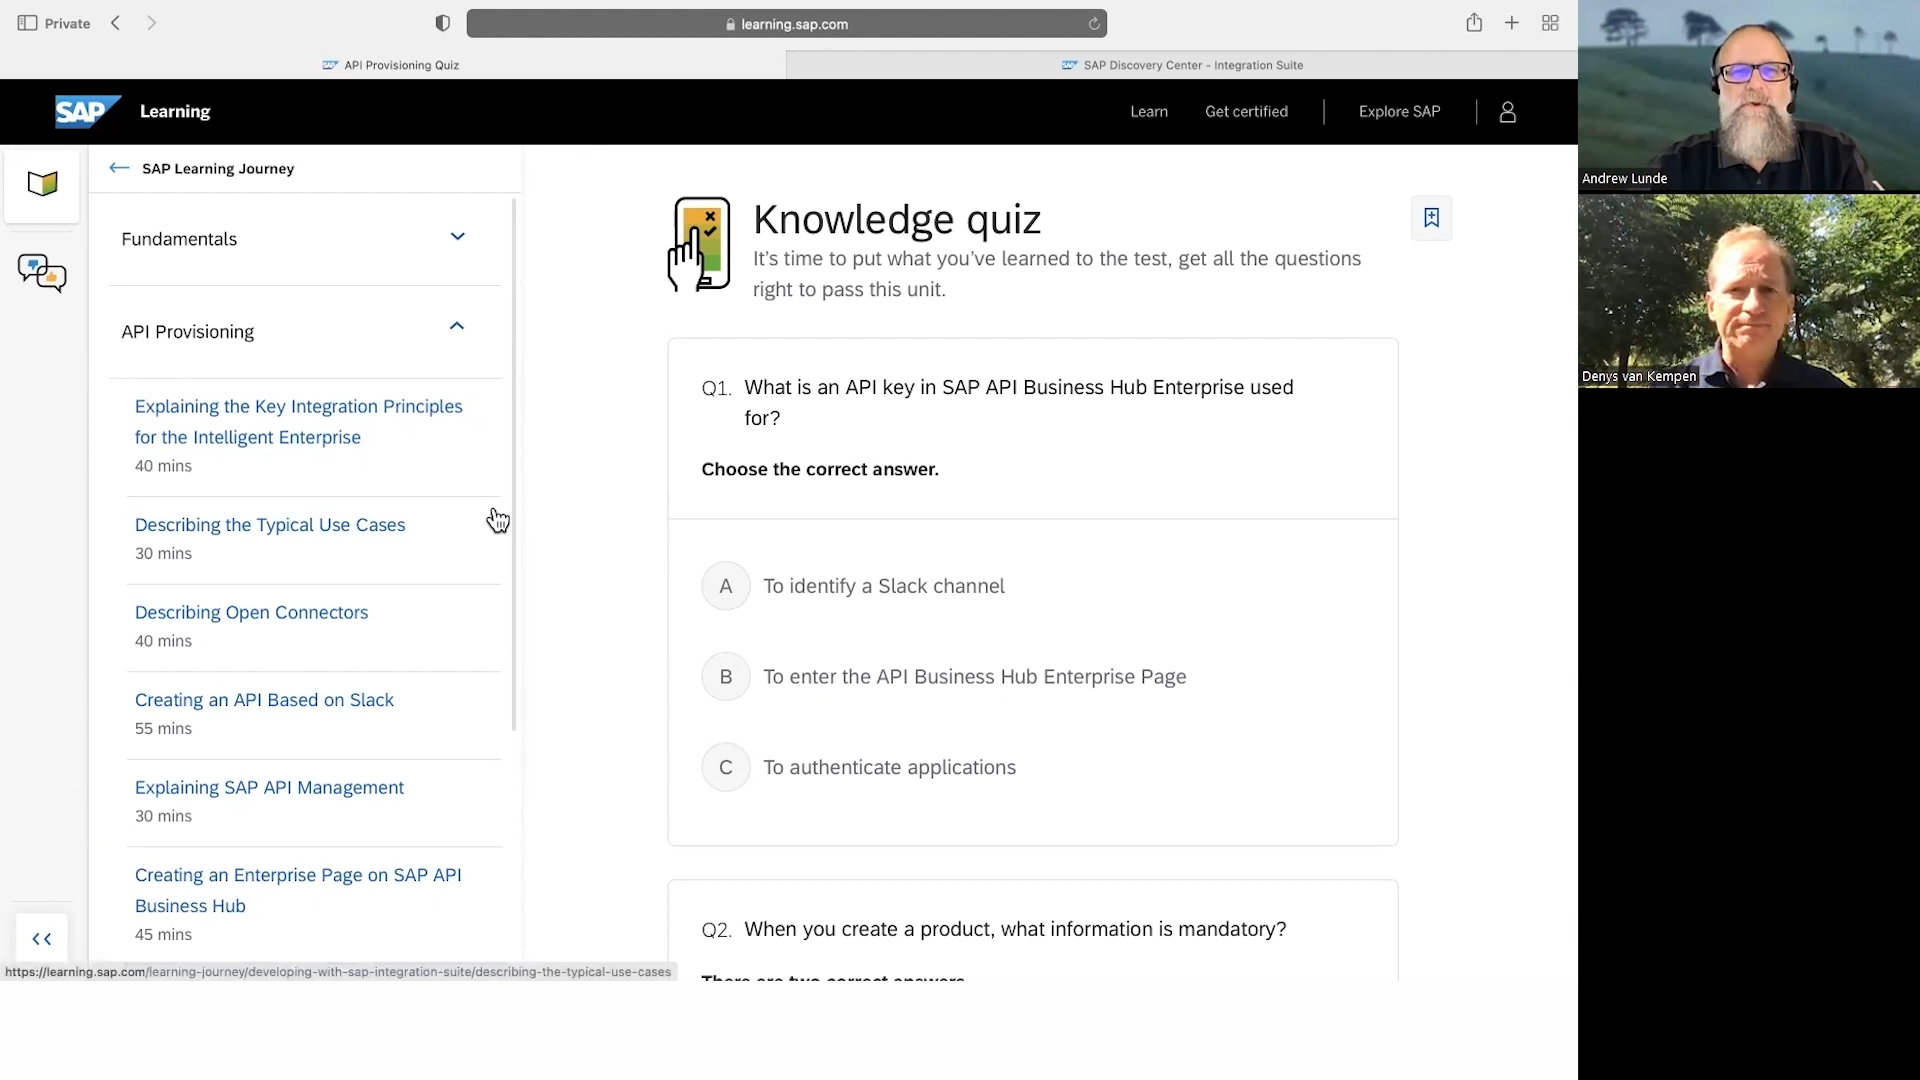 Private
learning.sap.com
API Provisioning Quiz
SAP Discovery Center - Integration Suite
SAP Learning
Learn
Get certified
Explore SAP
SAP Learning Journey
Fundamentals
API Provisioning
Explaining the Key Integration Principles
for the Intelligent Enterprise
40 mins
Describing the Typical Use Cases
30 mins
Describing Open Connectors
40 mins
Creating an API Based on Slack
55 mins
Explaining SAP API Management
30 mins
Creating an Enterprise Page on SAP API
Business Hub
45 mins
https://learning.sap.com/learning-journey/developing-with-sap-integration-suite/describing-the-typical-use-cases
Knowledge quiz
It's time to put what you've learned to the test, get all the questions
right to pass this unit.
Q1. What is an API key in SAP API Business Hub Enterprise used
for?
Choose the correct answer.
A To identify a Slack channel
B To enter the API Business Hub Enterprise Page
C To authenticate applications
Q2. When you create a product, what information is mandatory?
There are two correct answers
Andrew Lunde
Denys van Kempen